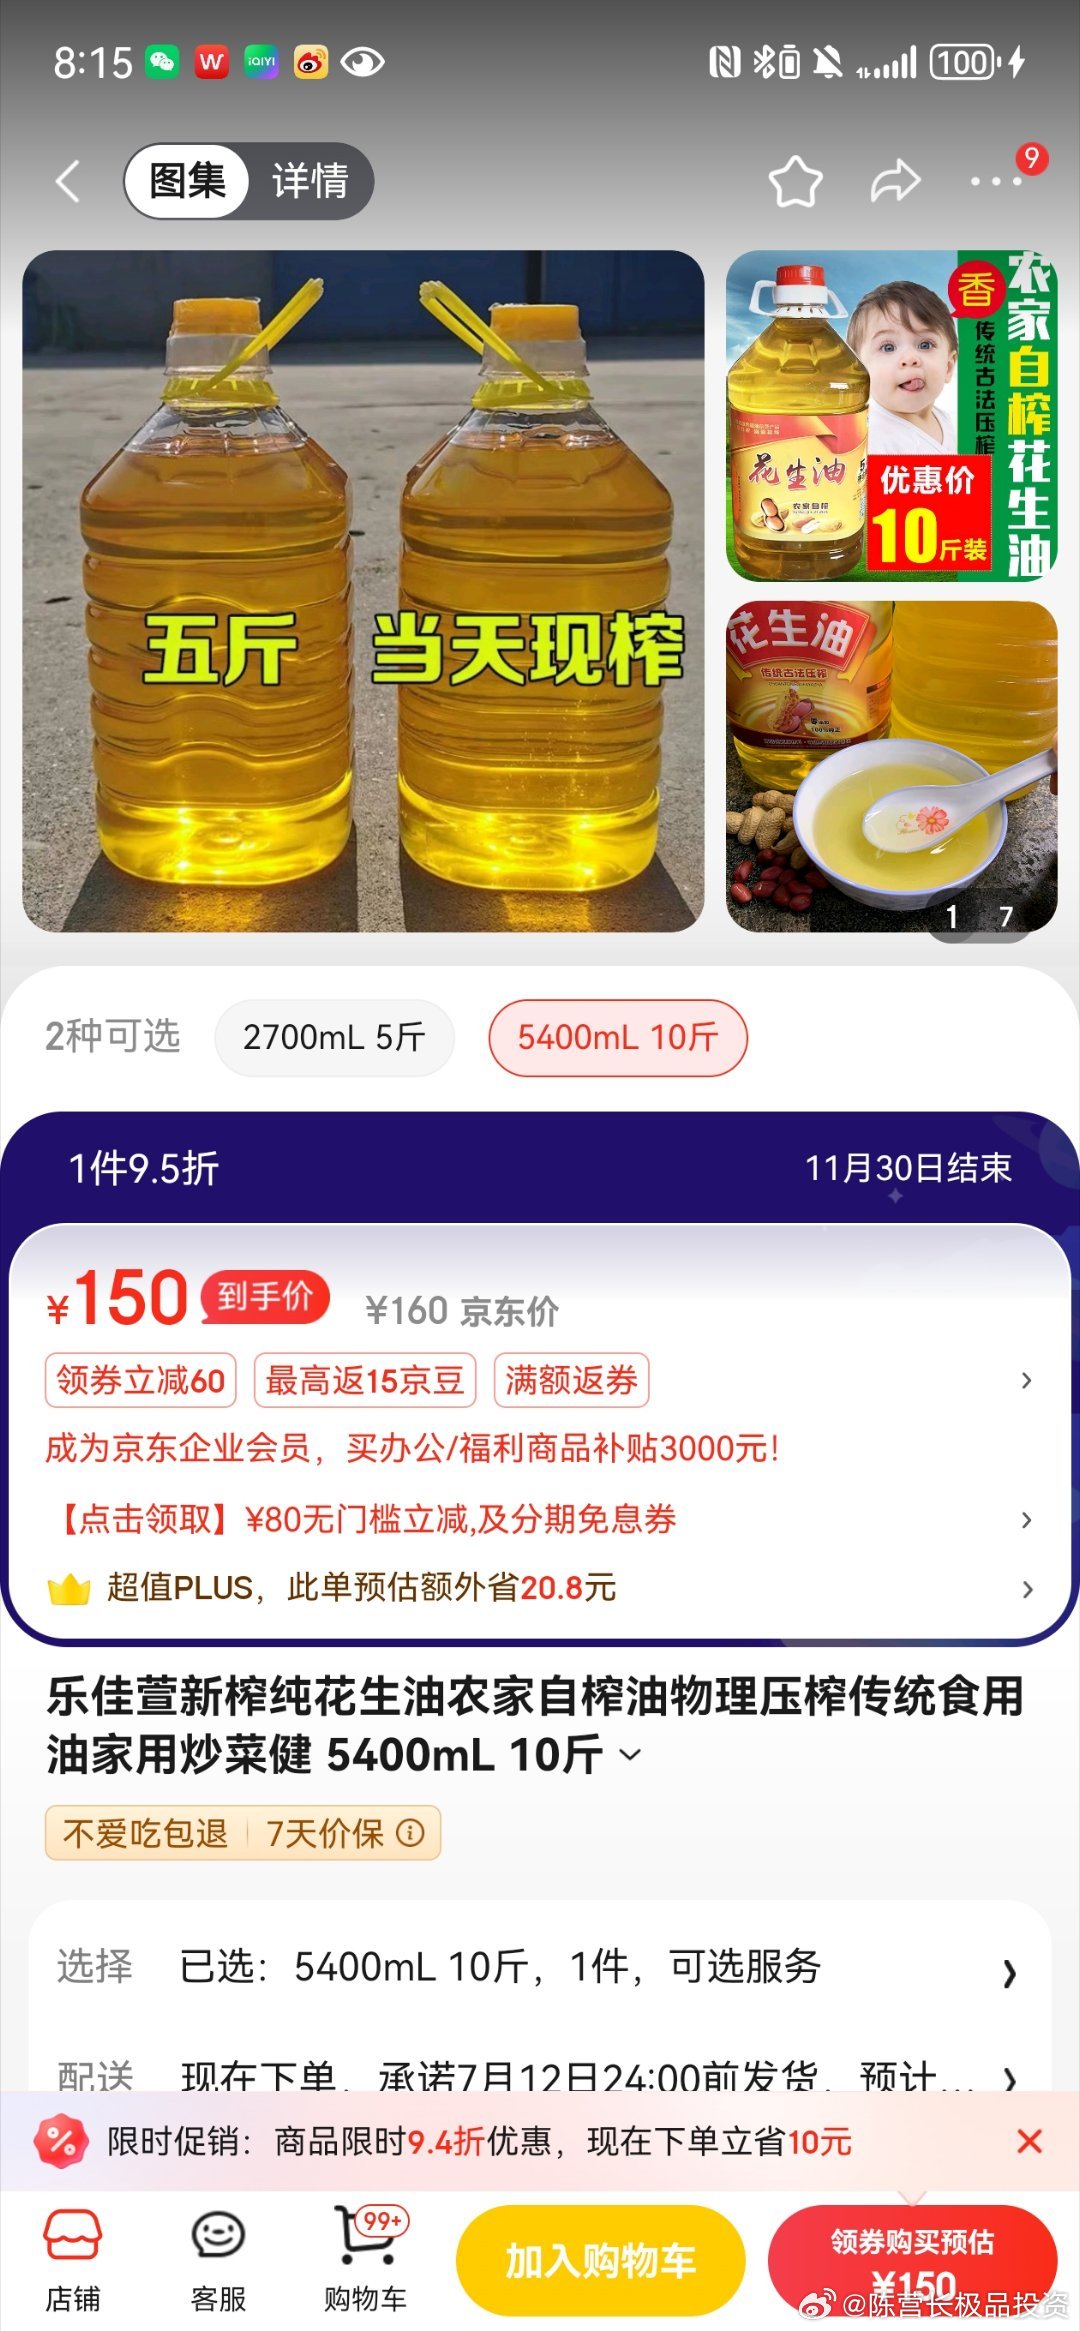 8:15
iQIYI
100
图集 详情
9
五斤 当天现榨
香
农家自榨花生油
传统古法压榨
花生油
农家自榨
优惠价
10斤装
花生油
传统古法压榨
1 7
2种可选 2700mL 5斤 5400mL 10斤
1件9.5折 11月30日结束
¥150 到手价 ¥160 京东价
领券立减60 最高返15京豆 满额返券
成为京东企业会员，买办公/福利商品补贴3000元！
【点击领取】¥80无门槛立减,及分期免息券
超值PLUS，此单预估额外省20.8元
乐佳萱新榨纯花生油农家自榨油物理压榨传统食用
油家用炒菜健 5400mL 10斤
不爱吃包退 7天价保
选择 已选：5400mL 10斤，1件，可选服务
配送 现在下单，承诺7月12日24:00前发货，预计...
限时促销：商品限时9.4折优惠，现在下单立省10元
99+
店铺 客服 购物车 加入购物车 领券购买预估
¥150
@陈营长极品投资